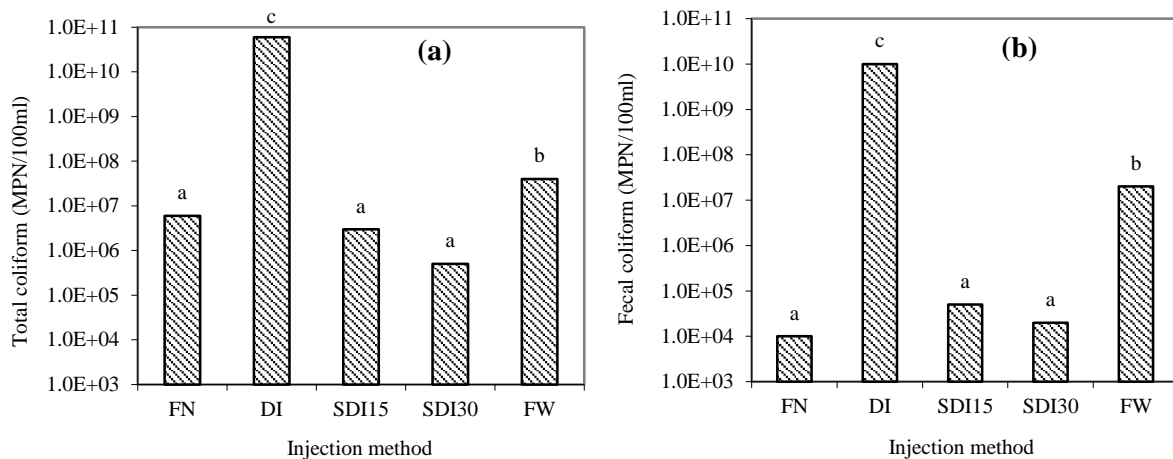 c
1.0E+11
(a)
1.0E+10
1.0E+09
1.0E+08
b
1.0E+07
a
a
1.0E+06
a
1.0E+05
1.0E+04
1.0E+03
Total coliform (MPN/100ml)
FN DI SDI15 SDI30 FW
Injection method
1.0E+11
c
(b)
1.0E+10
1.0E+09
1.0E+08
b
1.0E+07
1.0E+06
1.0E+05
a
a
a
1.0E+04
1.0E+03
Fecal coliform (MPN/100ml)
FN DI SDI15 SDI30 FW
Injection method